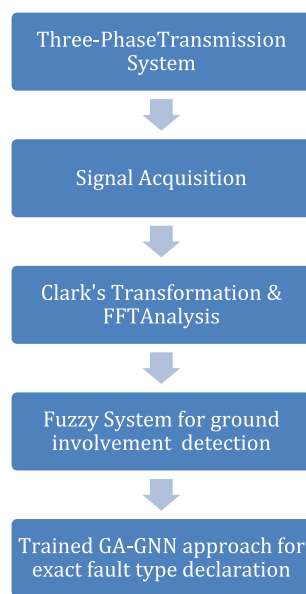 Three-PhaseTransmission
System
Signal Acquisition
Clark's Transformation &
FFTAnalysis
Fuzzy System for ground
involvement detection
Trained GA-GNN approach for
exact fault type declaration